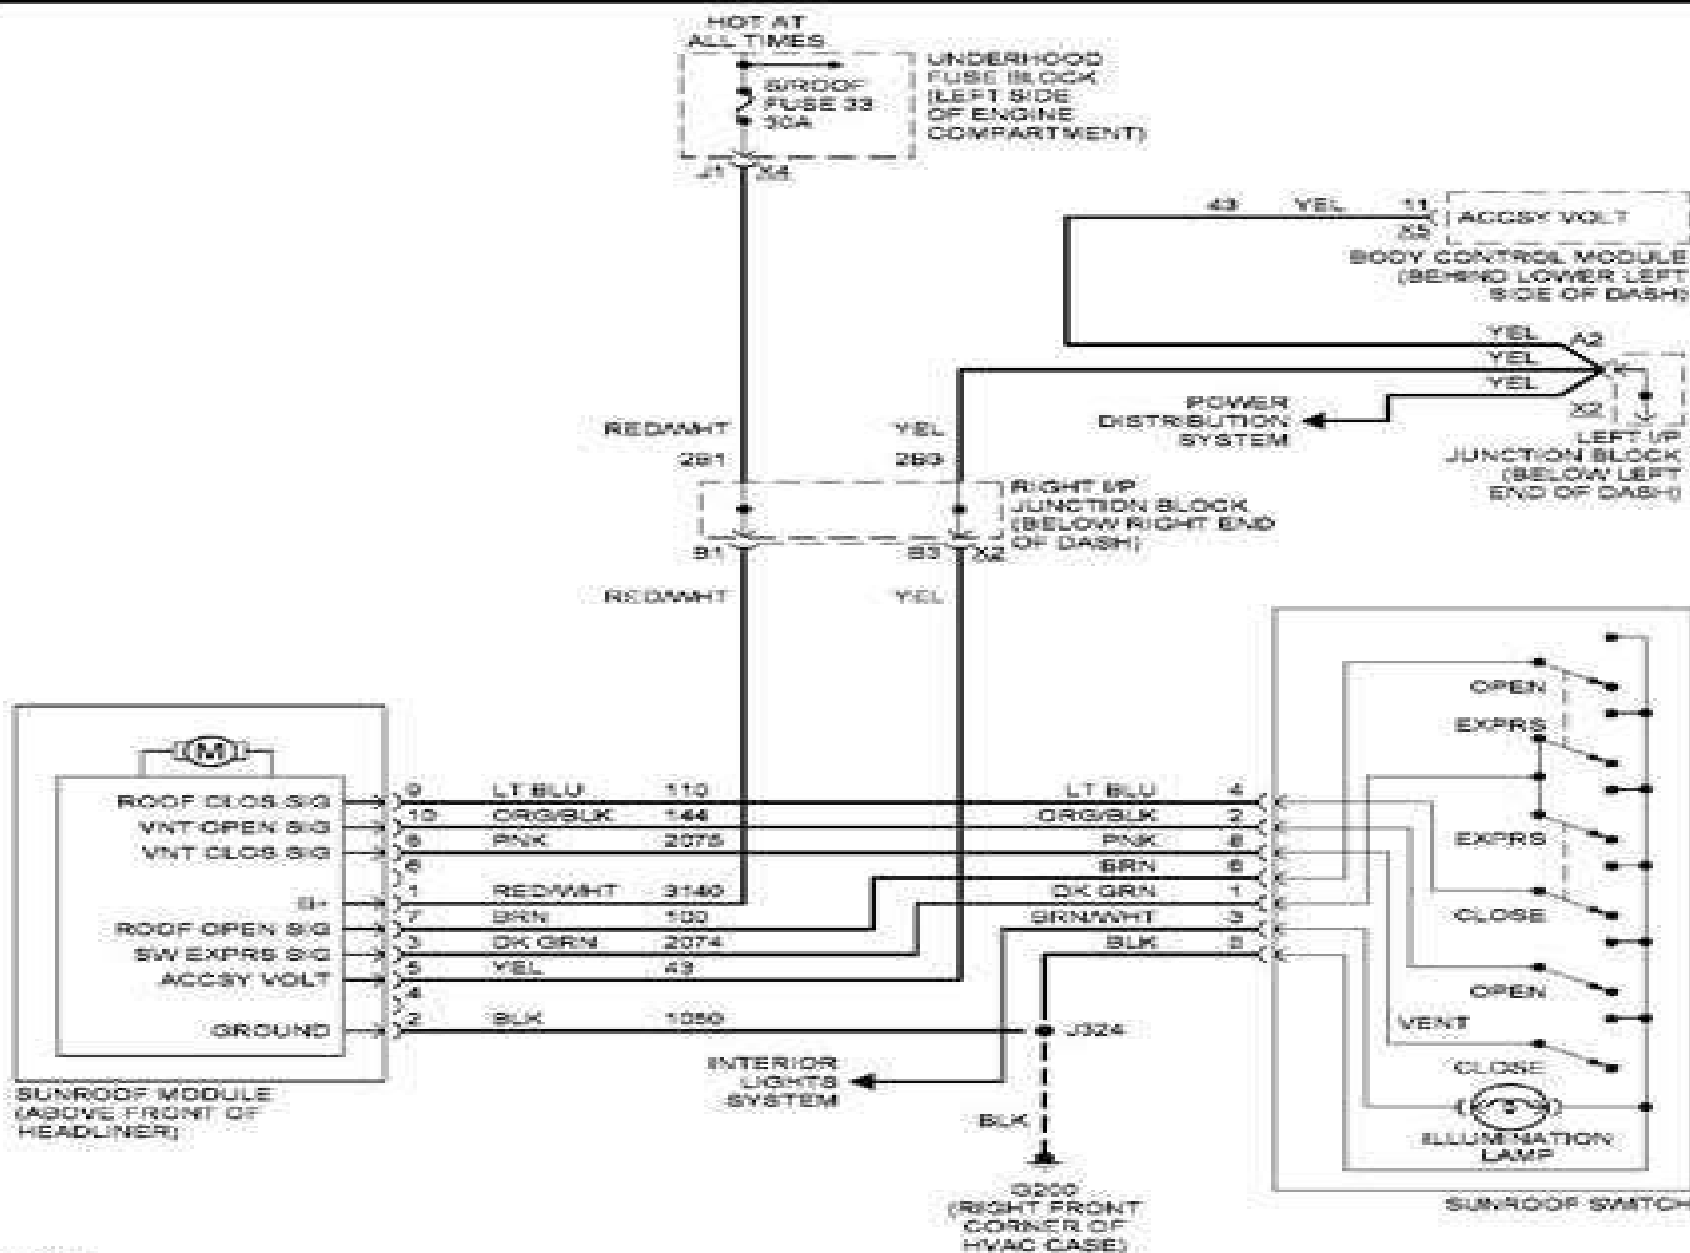 HOT AT
ALL TIMES
S/ROOF
FUSE 33
30A
UNDERHOOD
FUSE BLOCK
(LEFT SIDE
OF ENGINE
COMPARTMENT)
J1 X4
43 YEL 11
X5
ACCSY VOLT
BODY CONTROL MODULE
(BEHIND LOWER LEFT
SIDE OF DASH)
YEL A2
YEL
YEL
X2
POWER
DISTRIBUTION
SYSTEM
LEFT I/P
JUNCTION BLOCK
(BELOW LEFT
END OF DASH)
RED/WHT YEL
2B1 2B3
RIGHT I/P
JUNCTION BLOCK
(BELOW RIGHT END
OF DASH)
B1 B3 X2
RED/WHT YEL
M
ROOF CLOS SIG 9 LT BLU 110 LT BLU 4
VNT OPEN SIG 10 ORG/BLK 144 ORG/BLK 2
VNT CLOS SIG PNK 2075 PNK
BRN
B+ 1 RED/WHT 3140 DK GRN 1
ROOF OPEN SIG 7 BRN 100 BRN/WHT 3
SW EXPRS SIG 3 DK GRN 2074 BLK
ACCSY VOLT 5 YEL 43
4
GROUND 2 BLK 1050 J324
SUNROOF MODULE
(ABOVE FRONT OF
HEADLINER)
INTERIOR
LIGHTS
SYSTEM
BLK
G200
(RIGHT FRONT
CORNER OF
HVAC CASE)
OPEN
EXPRS
EXPRS
CLOSE
OPEN
VENT
CLOSE
ILLUMINATION
LAMP
SUNROOF SWITCH